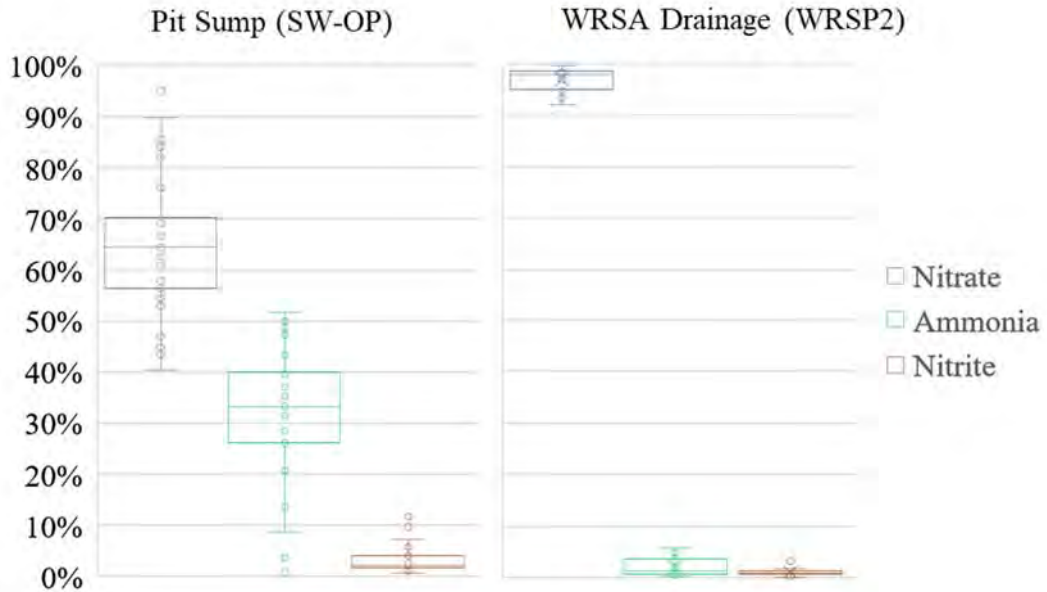 Pit Sump (SW-OP)
WRSA Drainage (WRSP2)
100%
90%
80%
70%
60%
50%
40%
30%
20%
10%
0%
Nitrate
Ammonia
Nitrite